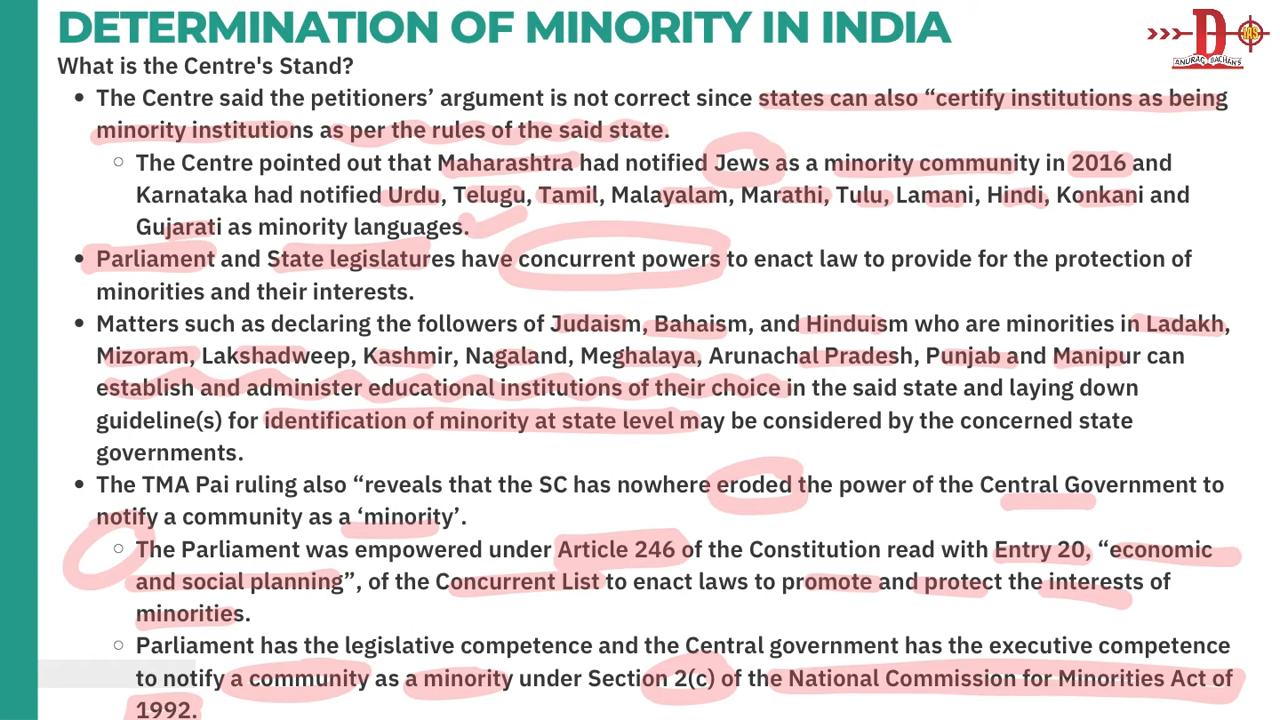 DETERMINATION OF MINORITY IN INDIA
D
IAS
ANURAG BACHAN'S
What is the Centre's Stand?
• The Centre said the petitioners’ argument is not correct since states can also “certify institutions as being
minority institutions as per the rules of the said state.
○ The Centre pointed out that Maharashtra had notified Jews as a minority community in 2016 and
Karnataka had notified Urdu, Telugu, Tamil, Malayalam, Marathi, Tulu, Lamani, Hindi, Konkani and
Gujarati as minority languages.
• Parliament and State legislatures have concurrent powers to enact law to provide for the protection of
minorities and their interests.
• Matters such as declaring the followers of Judaism, Bahaism, and Hinduism who are minorities in Ladakh,
Mizoram, Lakshadweep, Kashmir, Nagaland, Meghalaya, Arunachal Pradesh, Punjab and Manipur can
establish and administer educational institutions of their choice in the said state and laying down
guideline(s) for identification of minority at state level may be considered by the concerned state
governments.
• The TMA Pai ruling also “reveals that the SC has nowhere eroded the power of the Central Government to
notify a community as a ‘minority’.
○ The Parliament was empowered under Article 246 of the Constitution read with Entry 20, “economic
and social planning”, of the Concurrent List to enact laws to promote and protect the interests of
minorities.
○ Parliament has the legislative competence and the Central government has the executive competence
to notify a community as a minority under Section 2(c) of the National Commission for Minorities Act of
1992.